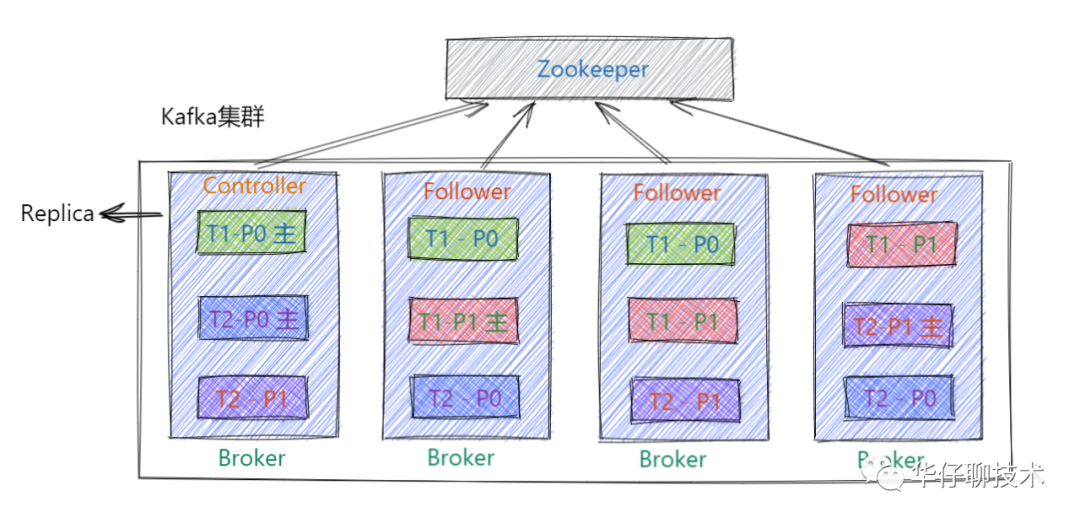 Zookeeper
Kafka集群
Replica
Controller
T1-P0 主
T2-P0 主
T2 - P1
Broker
Follower
T1 - P0
T1-P1 主
T2 - P0
Broker
Follower
T1 - P0
T1 - P1
T2 - P1
Broker
Follower
T1 - P1
T2-P1 主
T2 - P0
Broker
华仔聊技术